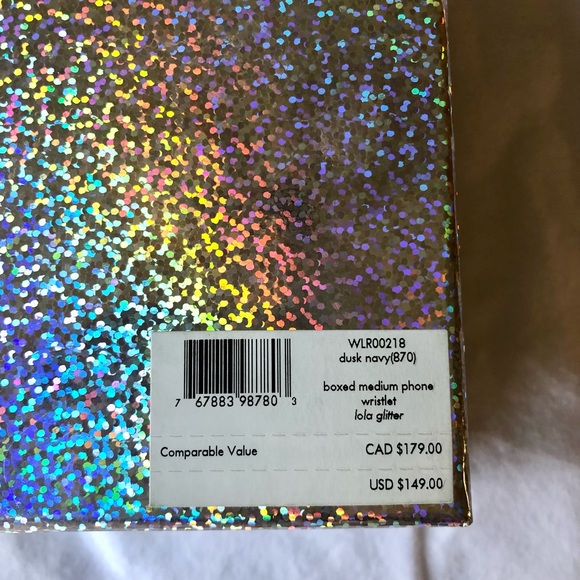 WLR00218
dusk navy(870)
7 67883 98780 3
boxed medium phone
wristlet
lola glitter
Comparable Value CAD $179.00
USD $149.00